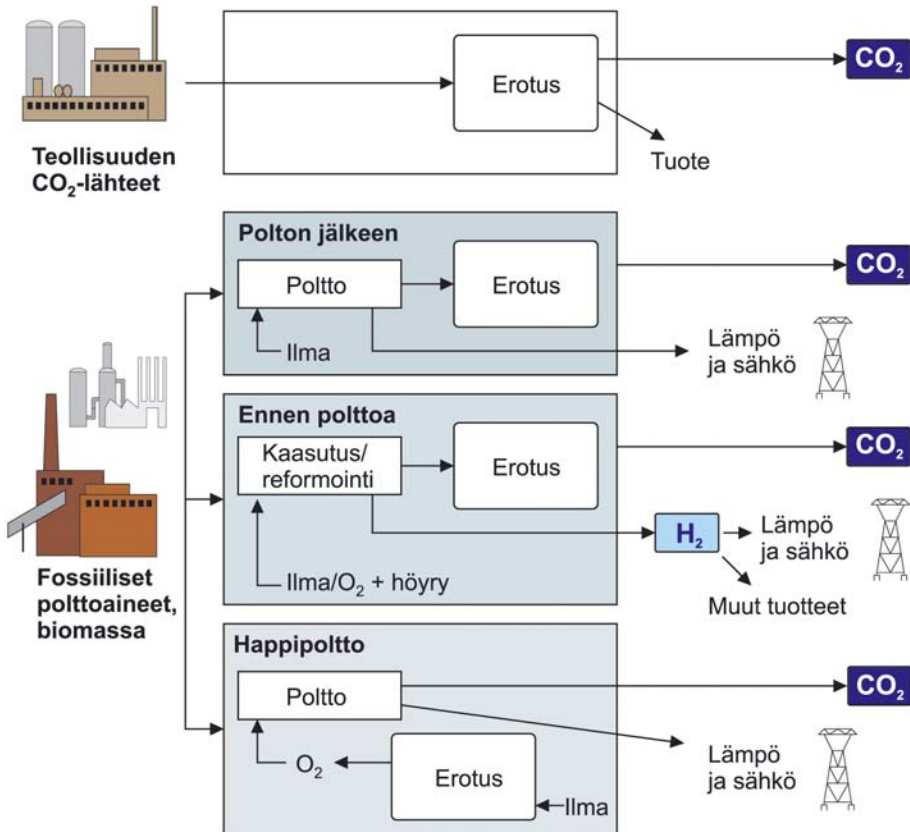 Erotus
CO₂
Tuote
Teollisuuden
CO₂-lähteet
Polton jälkeen
Poltto
Erotus
CO₂
Ilma
Lämpö
ja sähkö
Ennen polttoa
Kaasutus/
reformointi
Erotus
CO₂
H₂
Lämpö
ja sähkö
Ilma/O₂ + höyry
Muut tuotteet
Fossiiliset
polttoaineet,
biomassa
Happipoltto
Poltto
CO₂
O₂
Erotus
Ilma
Lämpö
ja sähkö